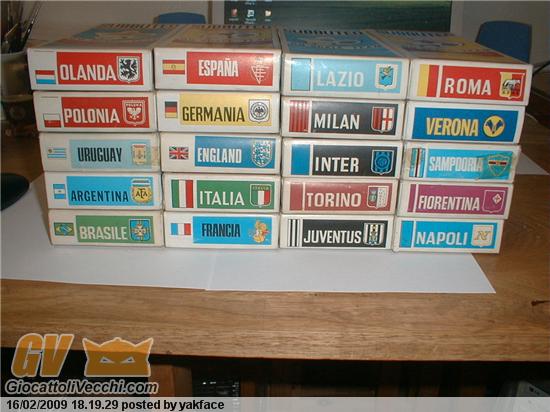 OLANDA
ESPAÑA
LAZIO
ROMA
POLONIA
GERMANIA
MILAN
VERONA
URUGUAY
ENGLAND
INTER
SAMPDORIA
ARGENTINA
ITALIA
TORINO
FIORENTINA
BRASILE
FRANCIA
JUVENTUS
NAPOLI
GV
GiocattoliVecchi.com
16/02/2009 18.19.29 posted by yakface